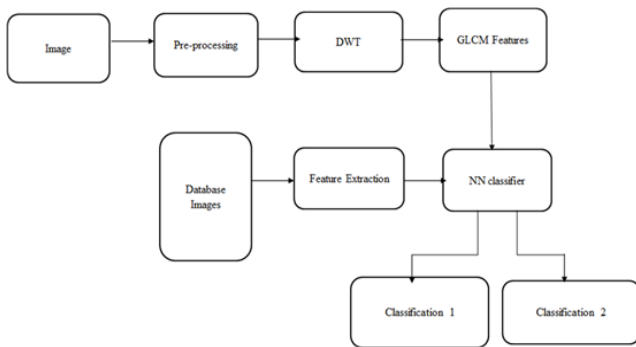 Image
Pre-processing
DWT
GLCM Features
Database
Images
Feature Extraction
NN classifier
Classification 1
Classification 2